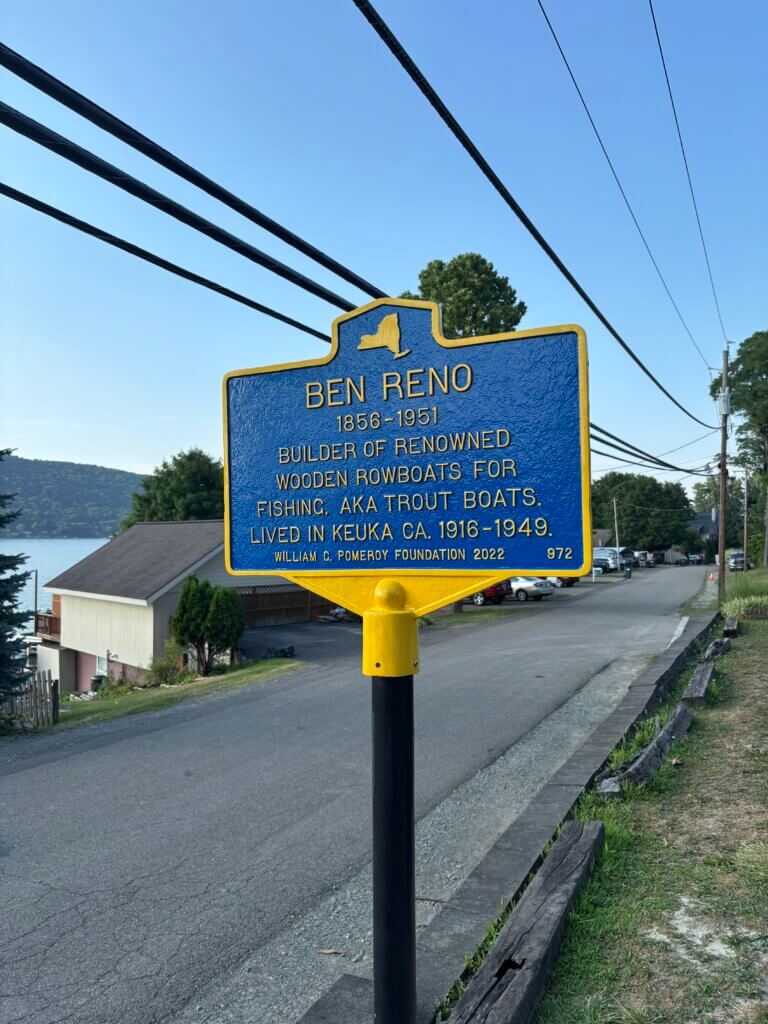 BEN RENO
1856-1951
BUILDER OF RENOWNED
WOODEN ROWBOATS FOR
FISHING, AKA TROUT BOATS.
LIVED IN KEUKA CA. 1916-1949.
WILLIAM G. POMEROY FOUNDATION 2022 972